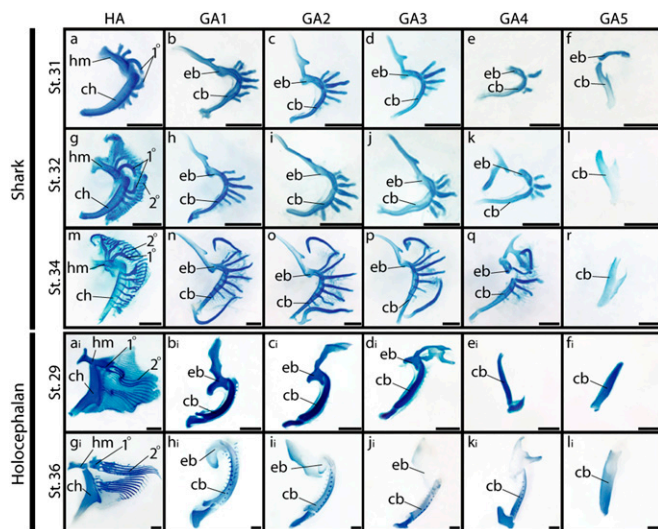 HA GA1 GA2 GA3 GA4 GA5
Shark
St.31
a hm 1° ch
b eb cb
c eb cb
d eb cb
e eb cb
f eb cb
St.32
g hm 1° ch 2°
h eb cb
i eb cb
j eb cb
k eb cb
l cb
St.34
m 2° 1° hm ch
n eb cb
o eb cb
p eb cb
q eb cb
r cb
Holocephalan
St.29
ai hm 1° 2° ch
bi eb cb
ci eb cb
di eb cb
ei cb
fi cb
St.36
gi hm 1° 2° ch
hi eb cb
ii eb cb
ji eb cb
ki cb
li cb